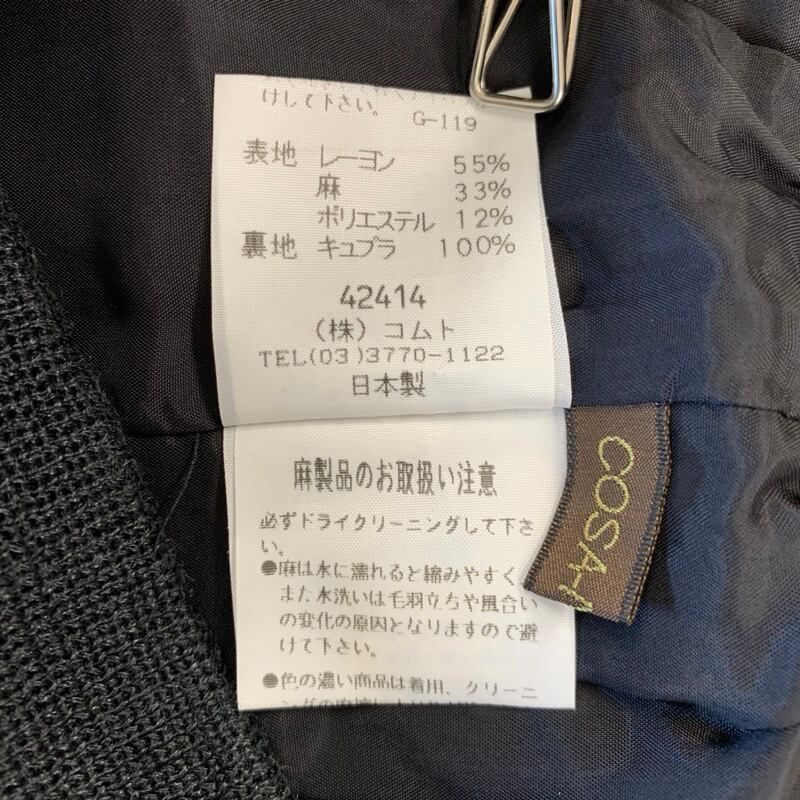 けして下さい。
G-119
表地 レーヨン 55%
麻 33%
ポリエステル 12%
裏地 キュプラ 100%
42414
(株) コムト
TEL(03)3770-1122
日本製
麻製品のお取扱い注意
必ずドライクリーニングして下さ
い。
●麻は水に濡れると縮みやすく、
また水洗いは毛羽立ちや風合い
の変化の原因となりますので避
けて下さい。
●色の濃い商品は着用、クリーニ
COSA-